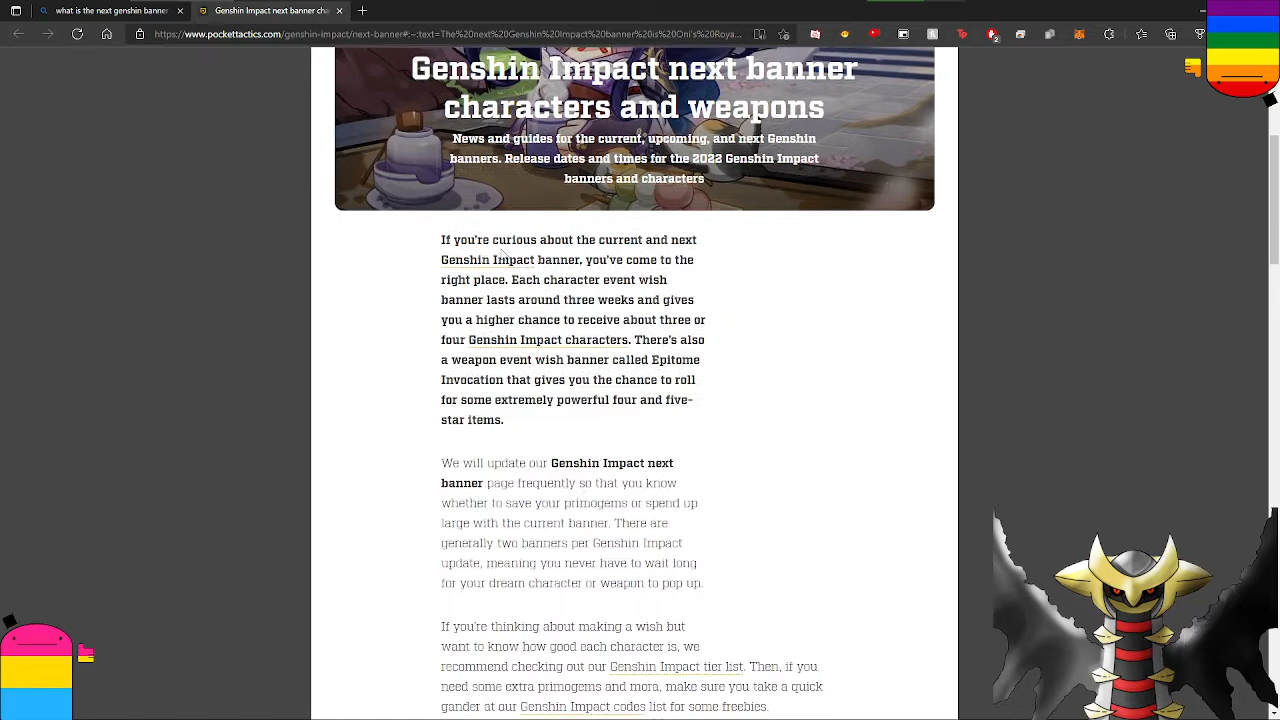 what is the next genshin banner
Genshin Impact next banner cha
https://www.pockettactics.com/genshin-impact/next-banner#:~:text=The%20next%20Genshin%20Impact%20banner%20is%20Oni's%20Roya...
2
Genshin Impact next banner
characters and weapons
News and guides for the current, upcoming, and next Genshin
banners. Release dates and times for the 2022 Genshin Impact
banners and characters
If you're curious about the current and next
Genshin Impact banner, you've come to the
right place. Each character event wish
banner lasts around three weeks and gives
you a higher chance to receive about three or
four Genshin Impact characters. There's also
a weapon event wish banner called Epitome
Invocation that gives you the chance to roll
for some extremely powerful four and five-
star items.
We will update our Genshin Impact next
banner page frequently so that you know
whether to save your primogems or spend up
large with the current banner. There are
generally two banners per Genshin Impact
update, meaning you never have to wait long
for your dream character or weapon to pop up.
If you're thinking about making a wish but
want to know how good each character is, we
recommend checking out our Genshin Impact tier list. Then, if you
need some extra primogems and mora, make sure you take a quick
gander at our Genshin Impact codes list for some freebies.